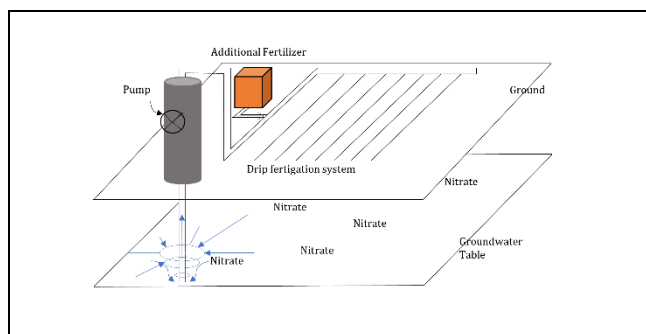 Additional Fertilizer
Pump
Ground
Drip fertigation system
Nitrate
Nitrate
Nitrate
Nitrate
Groundwater
Table
Nitrate